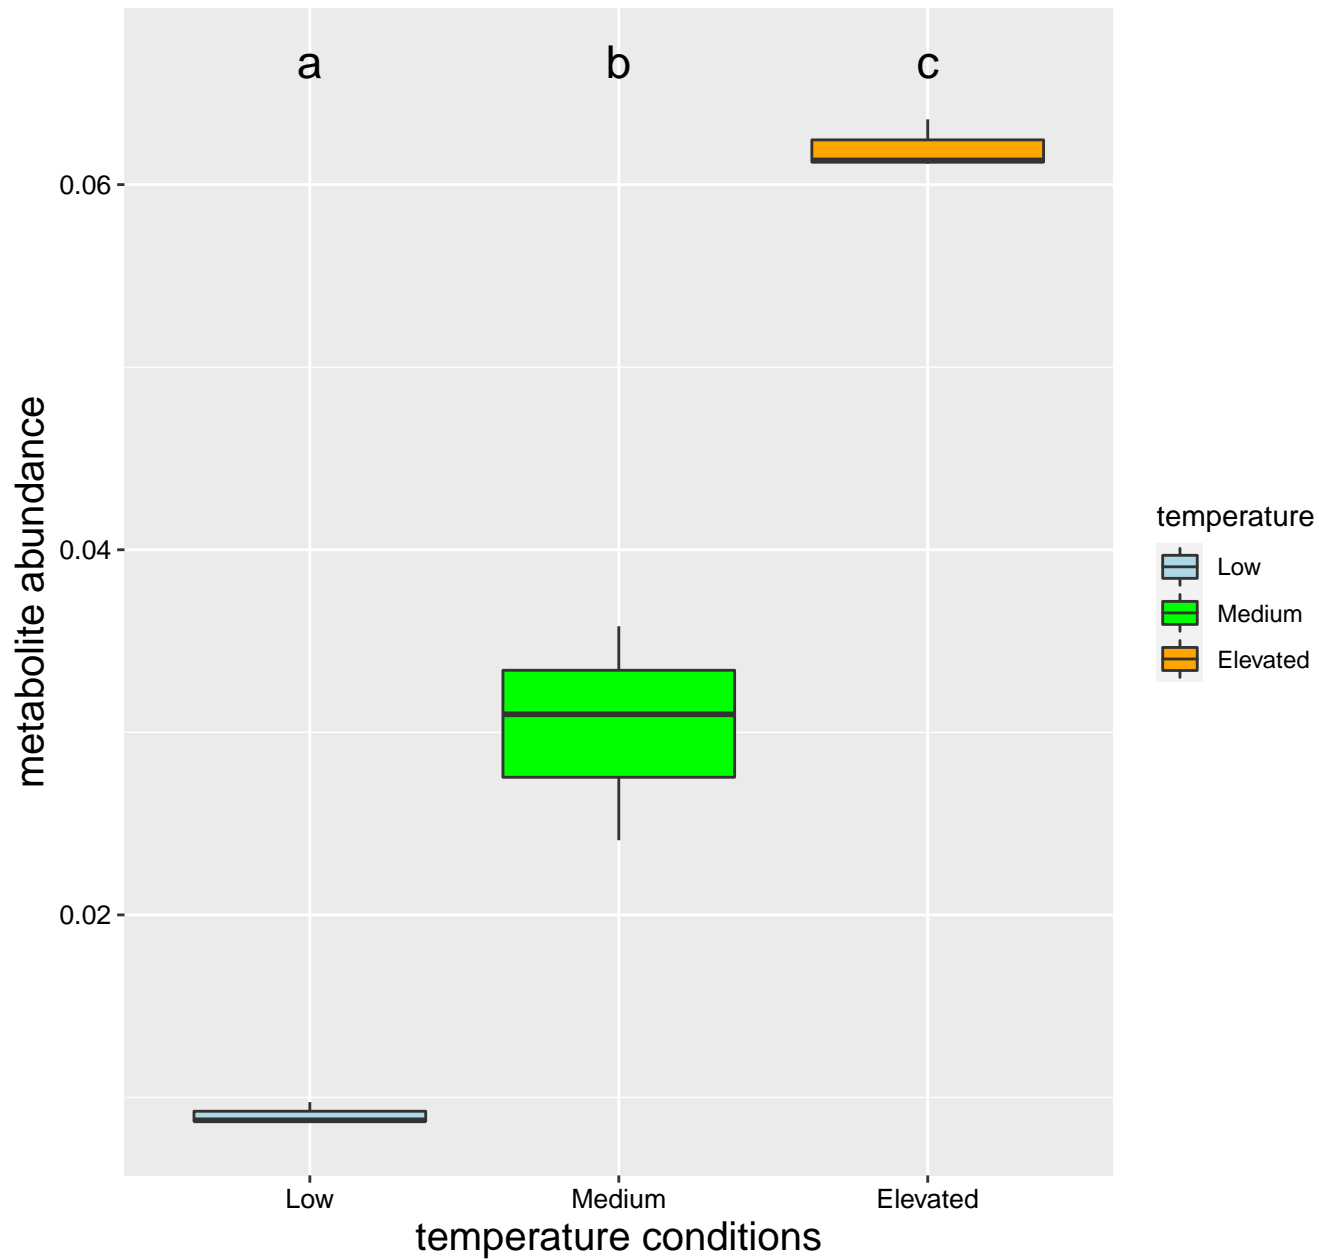 a b c
0.06
0.04
0.02
metabolite abundance
Low Medium Elevated
temperature conditions
temperature
Low
Medium
Elevated